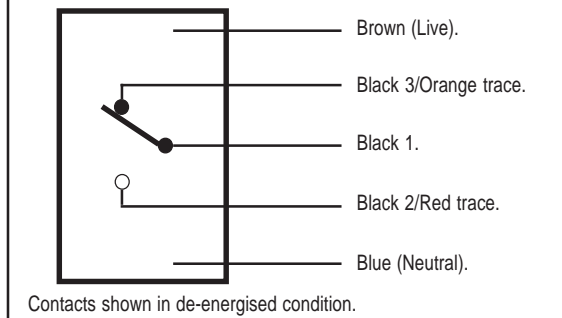 Brown (Live).
Black 3/Orange trace.
Black 1.
Black 2/Red trace.
Blue (Neutral).
Contacts shown in de-energised condition.